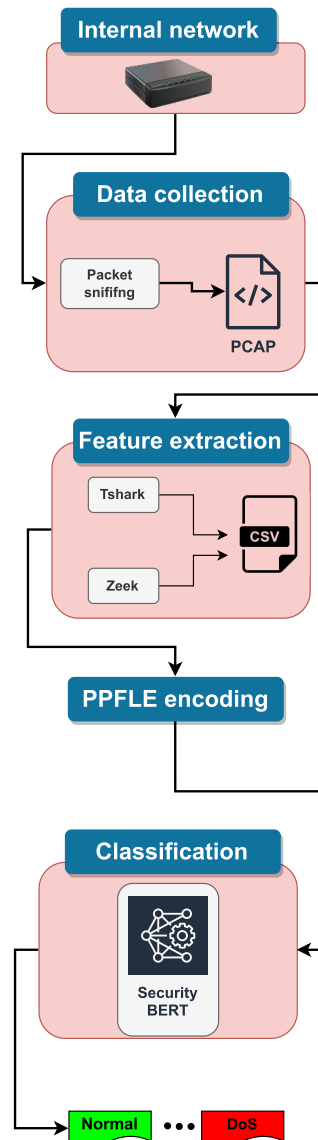 Internal network
Data collection
Packet
snififng
PCAP
Feature extraction
Tshark
CSV
Zeek
PPFLE encoding
Classification
Security
BERT
Normal
DoS